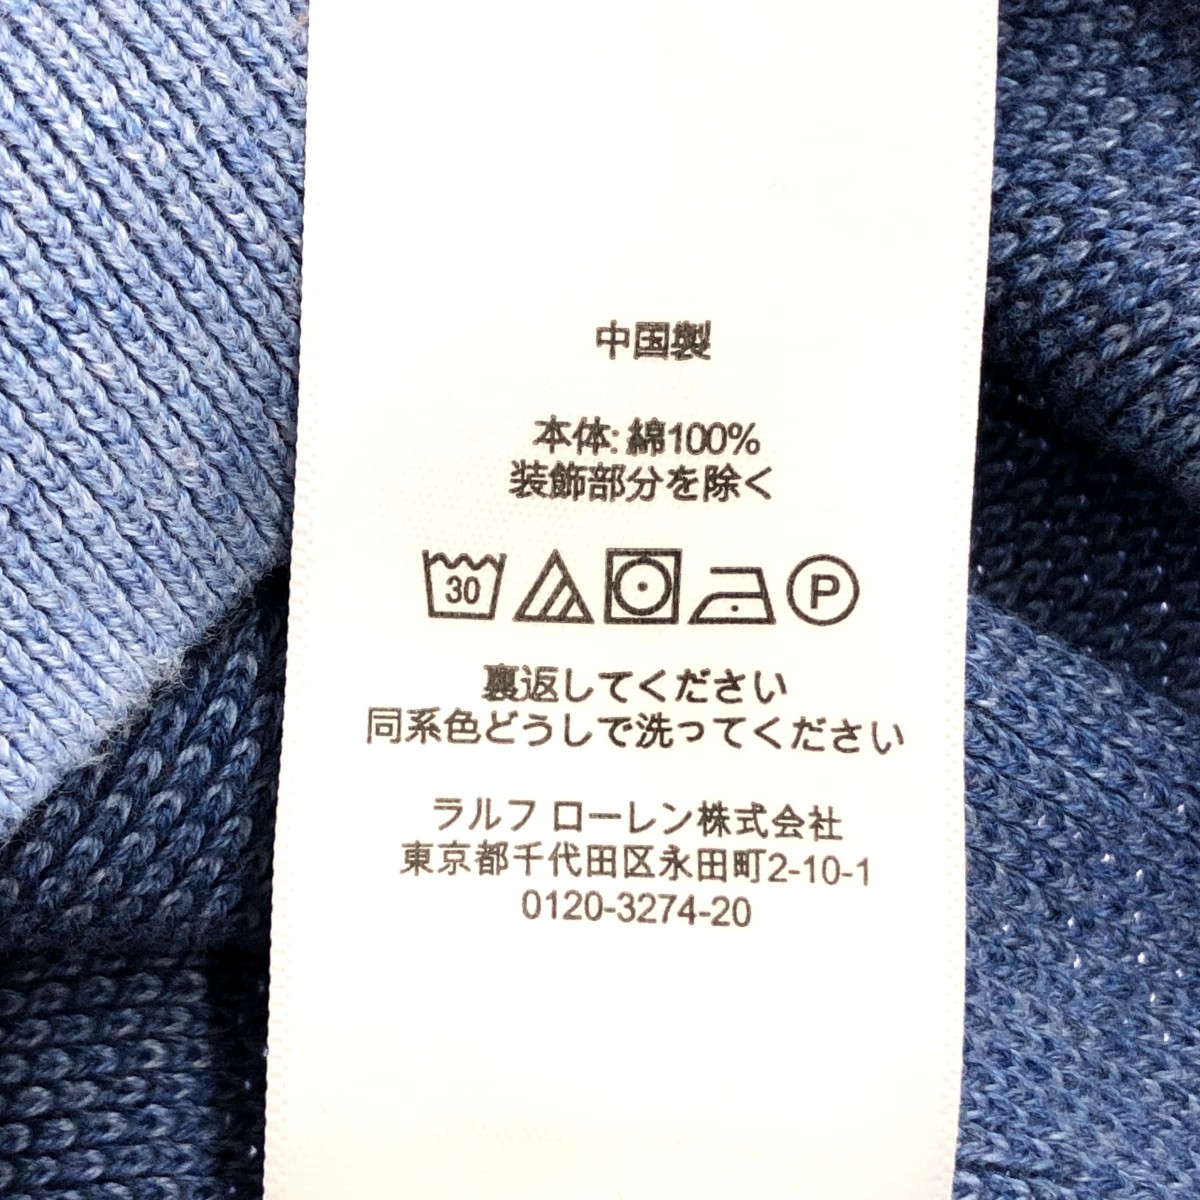 中国製
本体: 綿100%
装飾部分を除く
30 P
裏返してください
同系色どうしで洗ってください
ラルフ ローレン株式会社
東京都千代田区永田町2-10-1
0120-3274-20